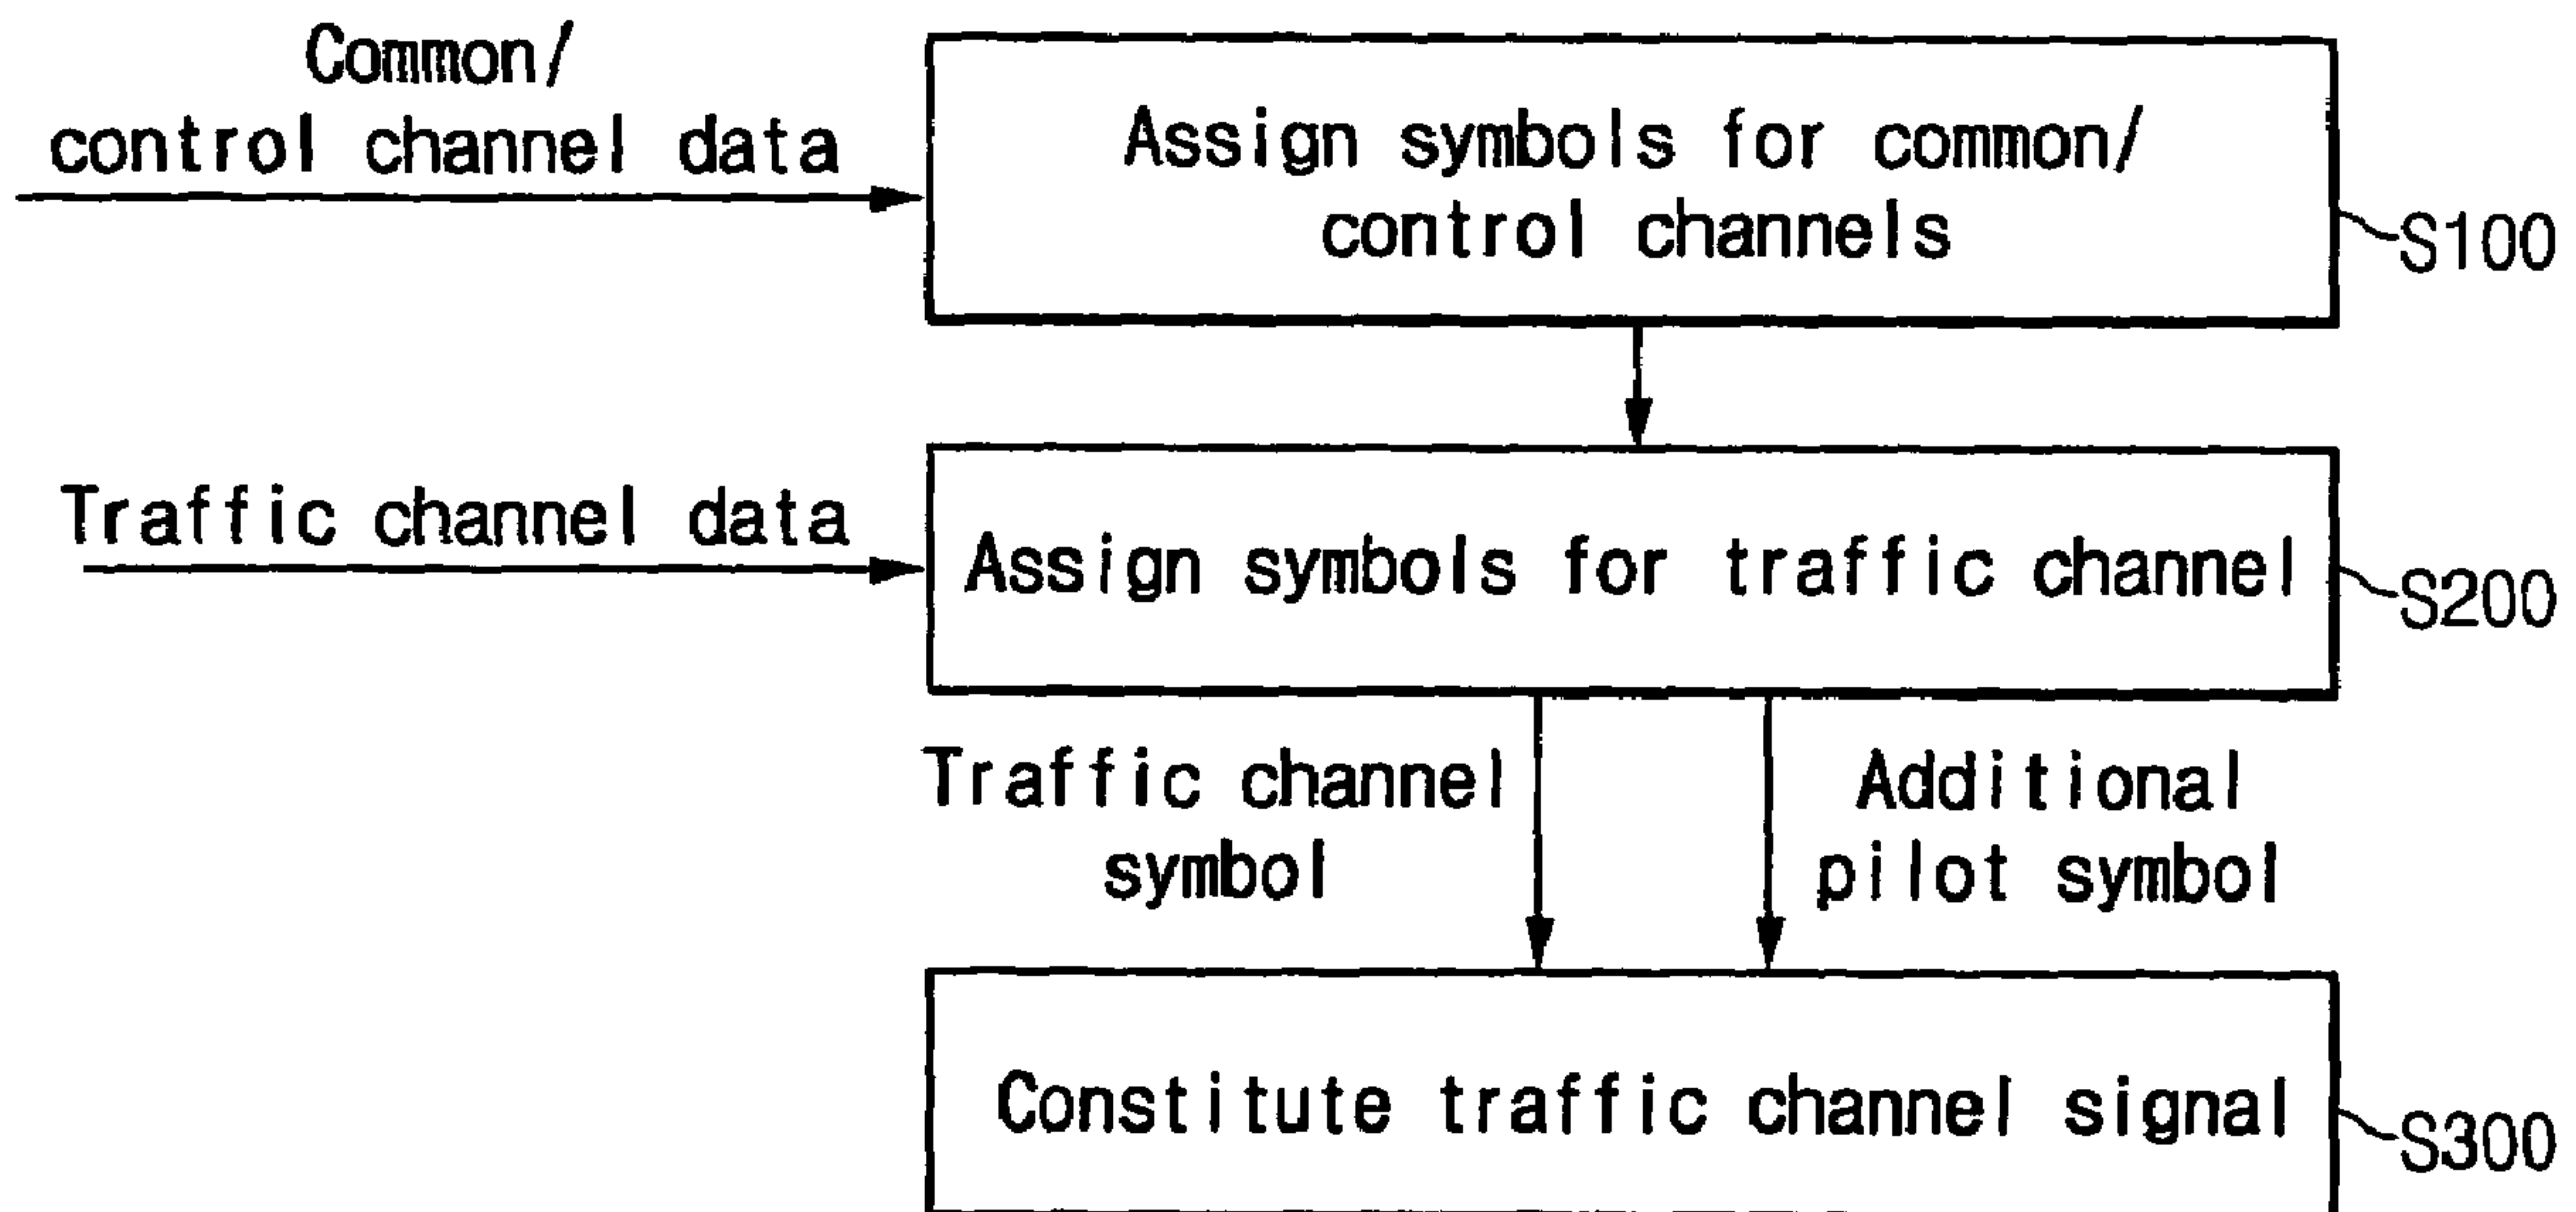 Common/
control channel data
Assign symbols for common/
control channels
S100
Traffic channel data
Assign symbols for traffic channel
S200
Traffic channel
symbol
Additional
pilot symbol
Constitute traffic channel signal
S300